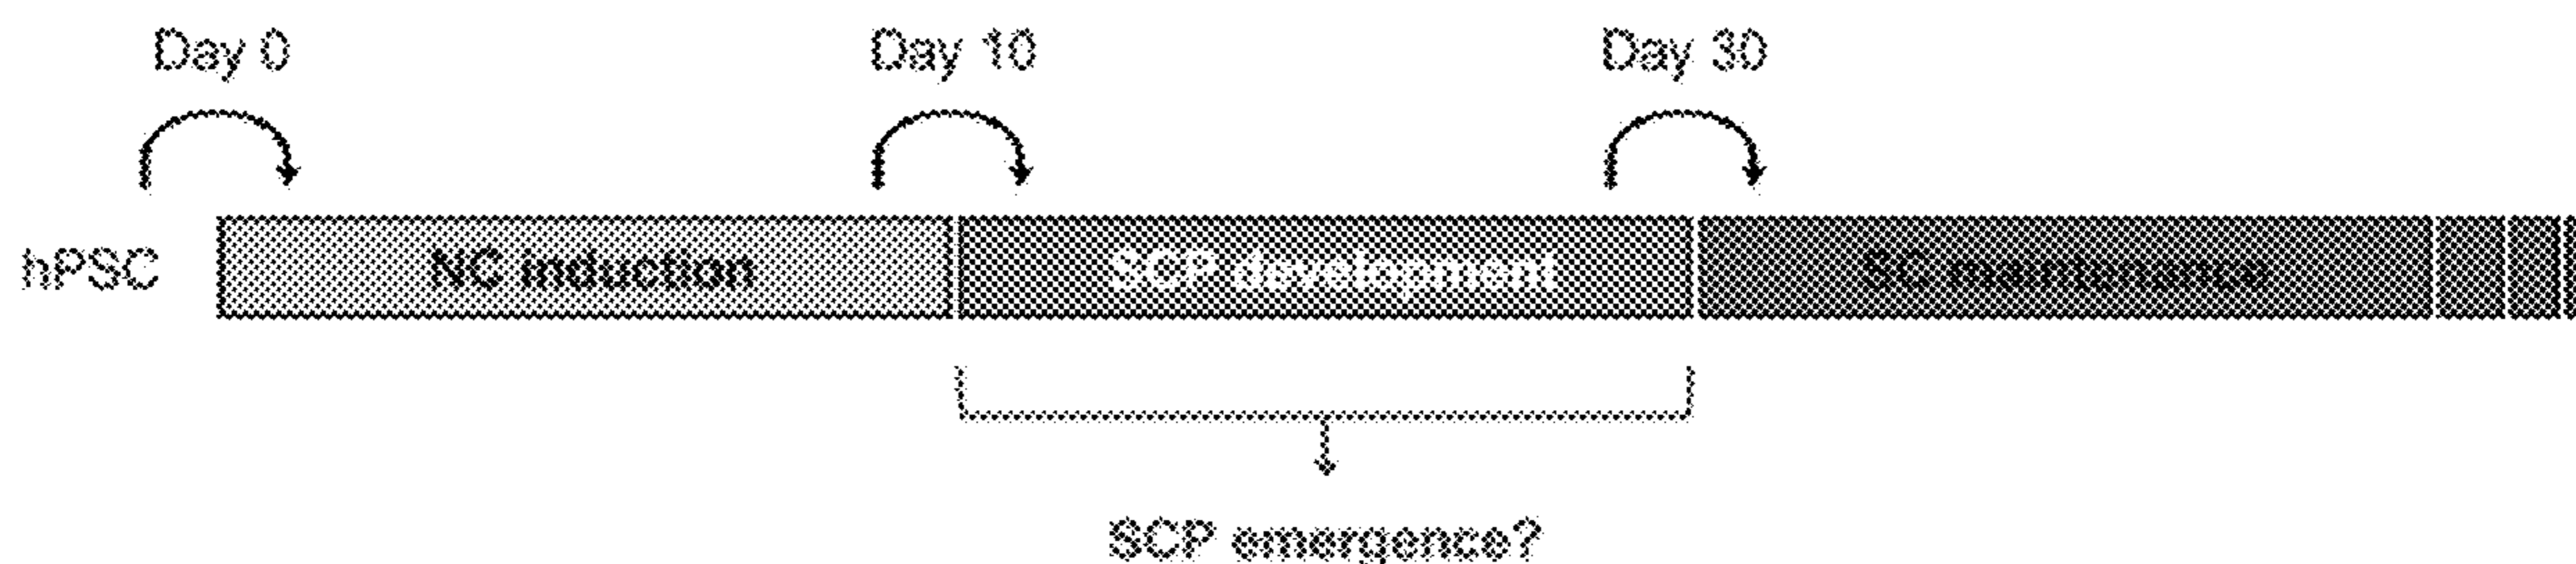 Day 0
Day 10
Day 30
hPSC
NC induction
SCP development
SC maintenance
SCP emergence?